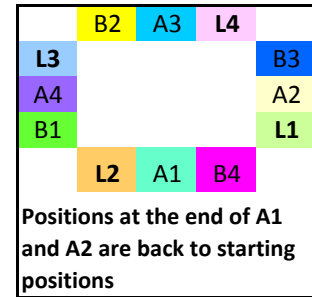 B2 A3 L4
L3 B3
A4 A2
B1 L1
L2 A1 B4
Positions at the end of A1
and A2 are back to starting
positions